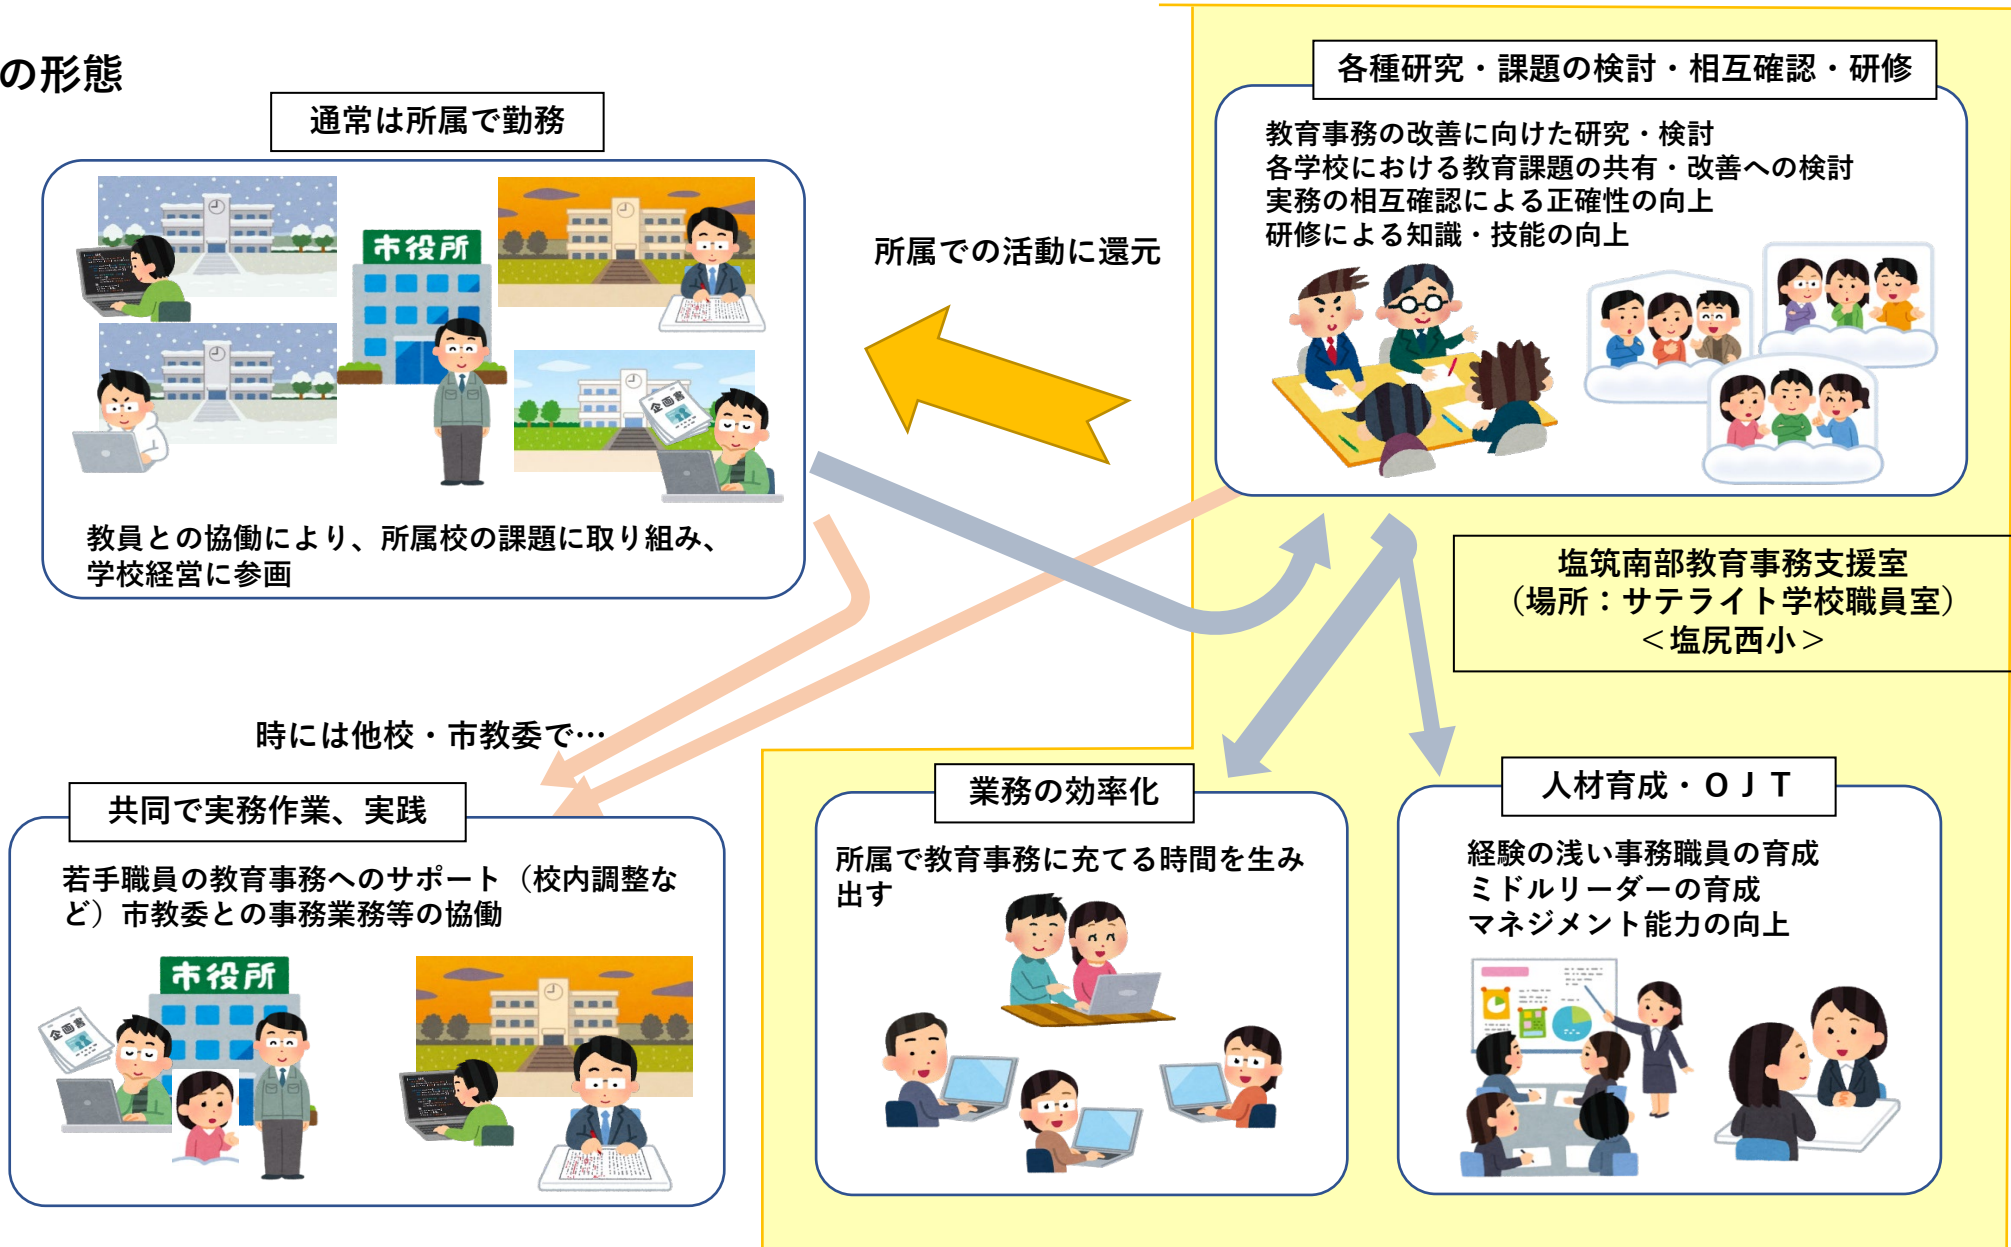 の形態
通常は所属で勤務
市役所
企画書
教員との協働により、所属校の課題に取り組み、
学校経営に参画
所属での活動に還元
各種研究・課題の検討・相互確認・研修
教育事務の改善に向けた研究・検討
各学校における教育課題の共有・改善への検討
実務の相互確認による正確性の向上
研修による知識・技能の向上
塩筑南部教育事務支援室
（場所：サテライト学校職員室）
＜塩尻西小＞
時には他校・市教委で…
共同で実務作業、実践
若手職員の教育事務へのサポート（校内調整な
ど）市教委との事務業務等の協働
企画書
市役所
業務の効率化
所属で教育事務に充てる時間を生み
出す
人材育成・ＯＪＴ
経験の浅い事務職員の育成
ミドルリーダーの育成
マネジメント能力の向上